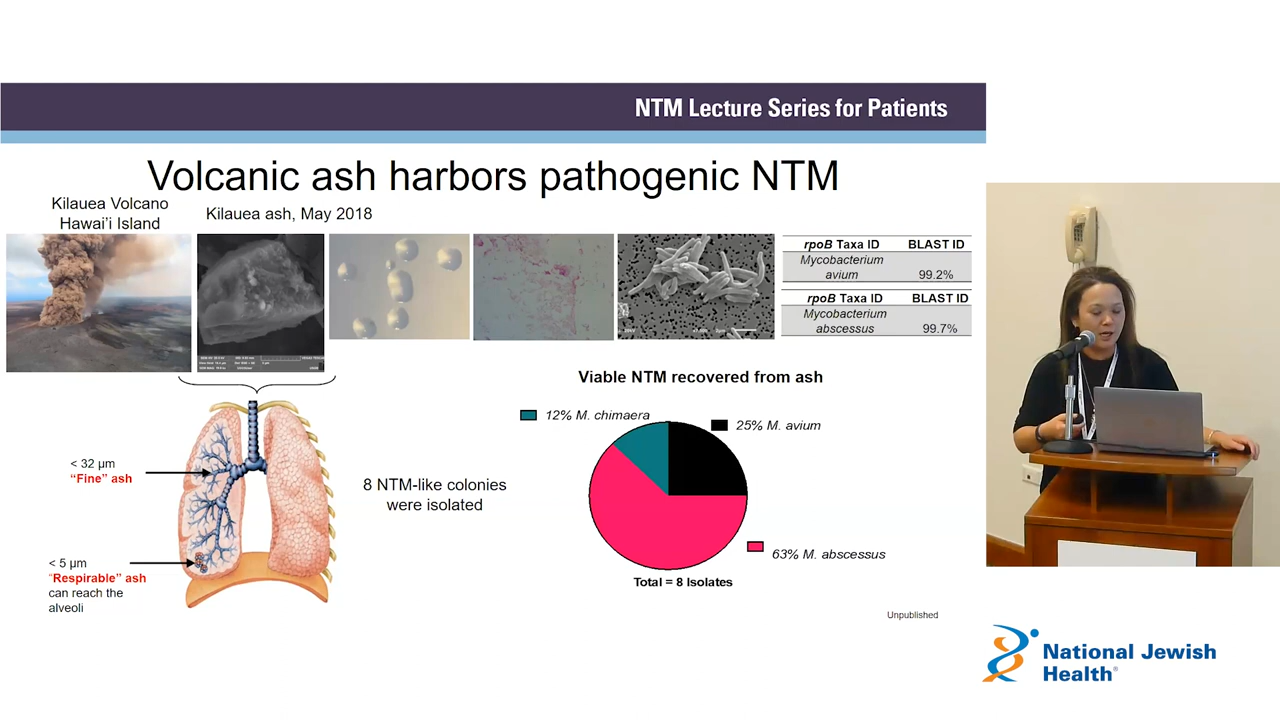 NTM Lecture Series for Patients
Volcanic ash harbors pathogenic NTM
Kilauea Volcano
Hawai'i Island
Kilauea ash, May 2018
rpoB Taxa ID BLAST ID
Mycobacterium
avium 99.2%
rpoB Taxa ID BLAST ID
Mycobacterium
abscessus 99.7%
Viable NTM recovered from ash
12% M. chimaera
25% M. avium
63% M. abscessus
Total = 8 Isolates
8 NTM-like colonies
were isolated
< 32 µm
“Fine” ash
< 5 µm
“Respirable” ash
can reach the
alveoli
Unpublished
National Jewish
Health®